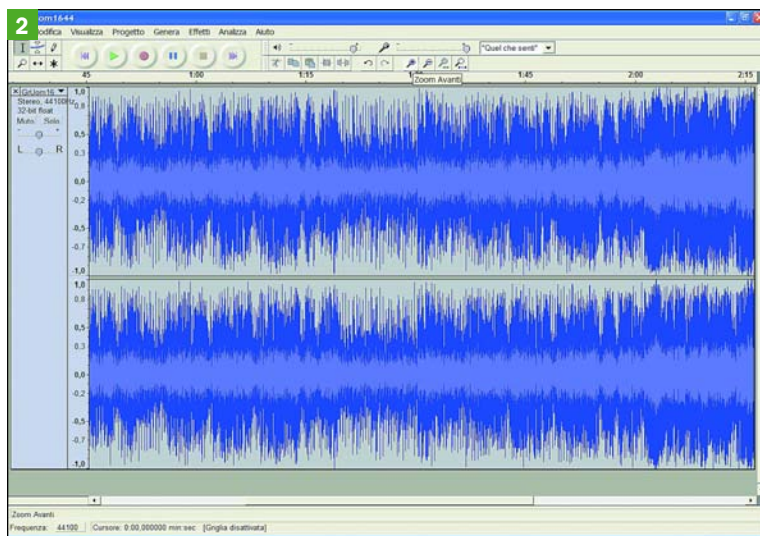 2
om1644
odifica Visualizza Progetto Genera Effetti Analizza Aiuto
"Quel che senti"
45 1:00 1:15 1:45 2:00 2:15
Zoom Avanti
GrUom16
Stereo, 44100Hz
32-bit float
Muto Solo
L R
1,0
0,8
0,5
0,3
0,0
-0,2
-0,5
-0,7
-1,0
1,0
0,8
0,5
0,3
0,0
-0,2
-0,5
-0,7
-1,0
Zoom Avanti
Frequenza: 44100 Cursore: 0:00,000000 min:sec [Griglia disattivata]